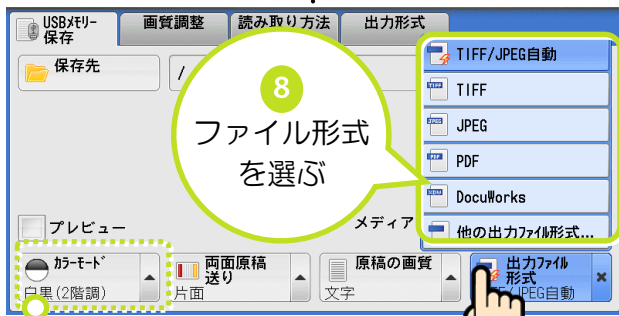 USBメモリー
保存
画質調整
読み取り方法
出力形式
保存先
/
8
ファイル形式
を選ぶ
TIFF/JPEG自動
TIFF
JPEG
PDF
DocuWorks
他の出力ファイル形式...
プレビュー
メディア
カラーモード
白黒(2階調)
両面原稿
送り
片面
原稿の画質
文字
出力ファイル
形式
/JPEG自動